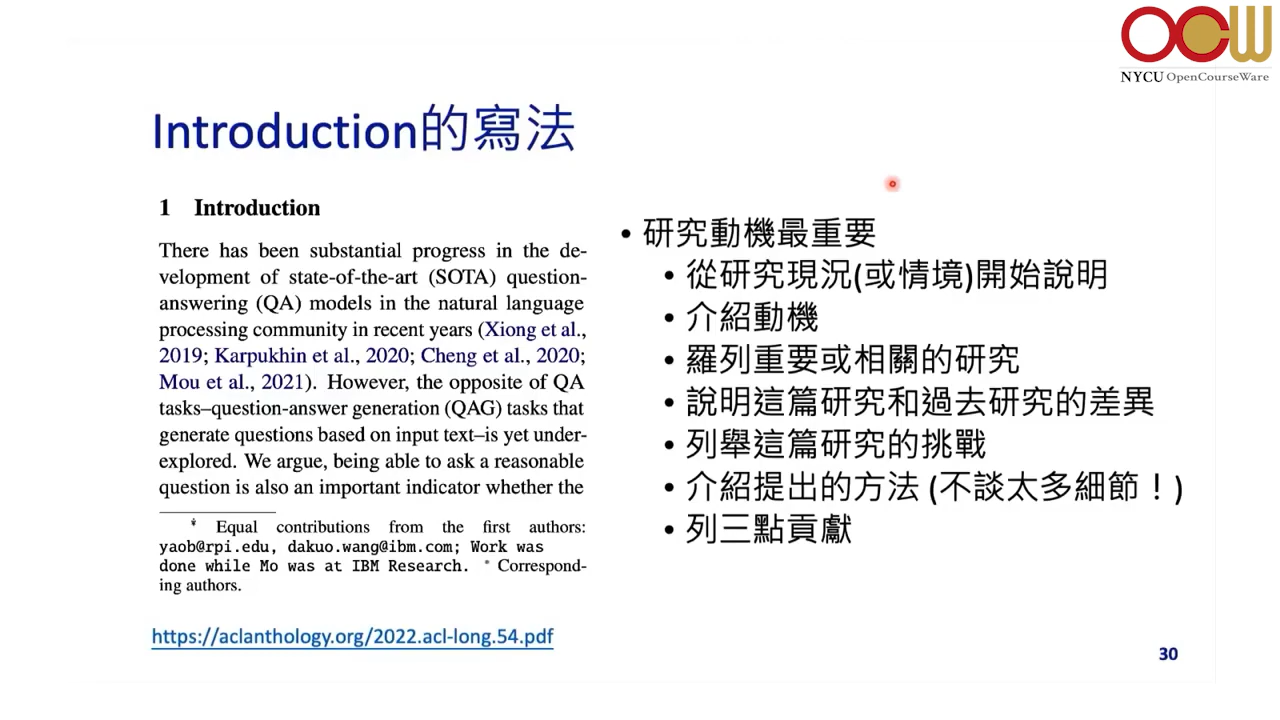 OCW
NYCU OpenCourseWare
Introduction的寫法
1 Introduction
There has been substantial progress in the de-
velopment of state-of-the-art (SOTA) question-
answering (QA) models in the natural language
processing community in recent years (Xiong et al.,
2019; Karpukhin et al., 2020; Cheng et al., 2020;
Mou et al., 2021). However, the opposite of QA
tasks–question-answer generation (QAG) tasks that
generate questions based on input text–is yet under-
explored. We argue, being able to ask a reasonable
question is also an important indicator whether the
* Equal contributions from the first authors:
yaob@rpi.edu, dakuo.wang@ibm.com; Work was
done while Mo was at IBM Research. * Correspond-
ing authors.
https://aclanthology.org/2022.acl-long.54.pdf
• 研究動機最重要
• 從研究現況(或情境)開始說明
• 介紹動機
• 羅列重要或相關的研究
• 說明這篇研究和過去研究的差異
• 列舉這篇研究的挑戰
• 介紹提出的方法 (不談太多細節！)
• 列三點貢獻
30